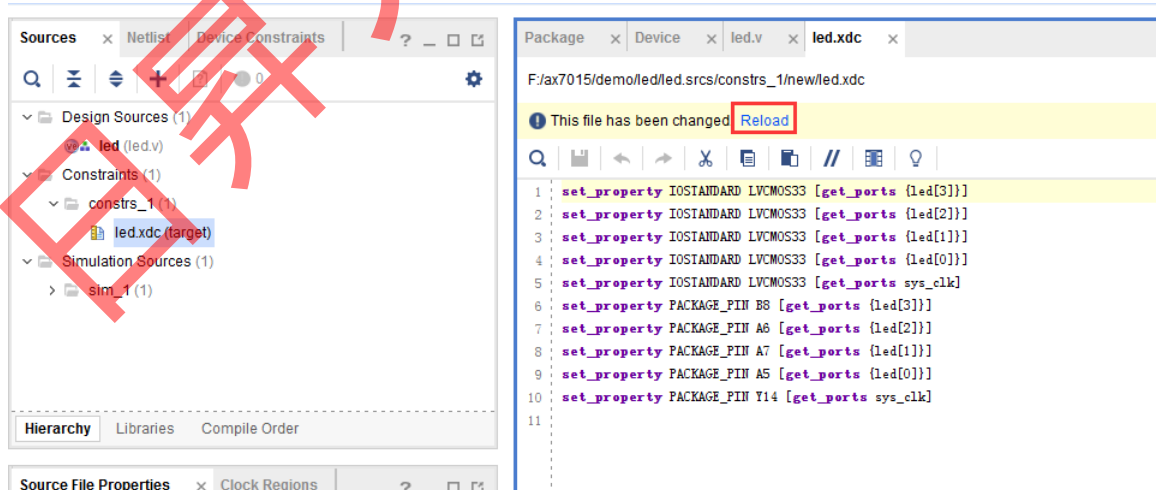 Sources × Netlist Device Constraints ? _
0
Design Sources (1)
led (led.v)
Constraints (1)
constrs_1 (1)
led.xdc (target)
Simulation Sources (1)
sim_1 (1)
Hierarchy Libraries Compile Order
Source File Properties × Clock Regions ? _
Package × Device × led.v × led.xdc ×
F:/ax7015/demo/led/led.srcs/constrs_1/new/led.xdc
This file has been changed. Reload
1 set_property IOSTANDARD LVCMOS33 [get_ports {led[3]}]
2 set_property IOSTANDARD LVCMOS33 [get_ports {led[2]}]
3 set_property IOSTANDARD LVCMOS33 [get_ports {led[1]}]
4 set_property IOSTANDARD LVCMOS33 [get_ports {led[0]}]
5 set_property IOSTANDARD LVCMOS33 [get_ports sys_clk]
6 set_property PACKAGE_PIN B8 [get_ports {led[3]}]
7 set_property PACKAGE_PIN A6 [get_ports {led[2]}]
8 set_property PACKAGE_PIN A7 [get_ports {led[1]}]
9 set_property PACKAGE_PIN A5 [get_ports {led[0]}]
10 set_property PACKAGE_PIN Y14 [get_ports sys_clk]
11